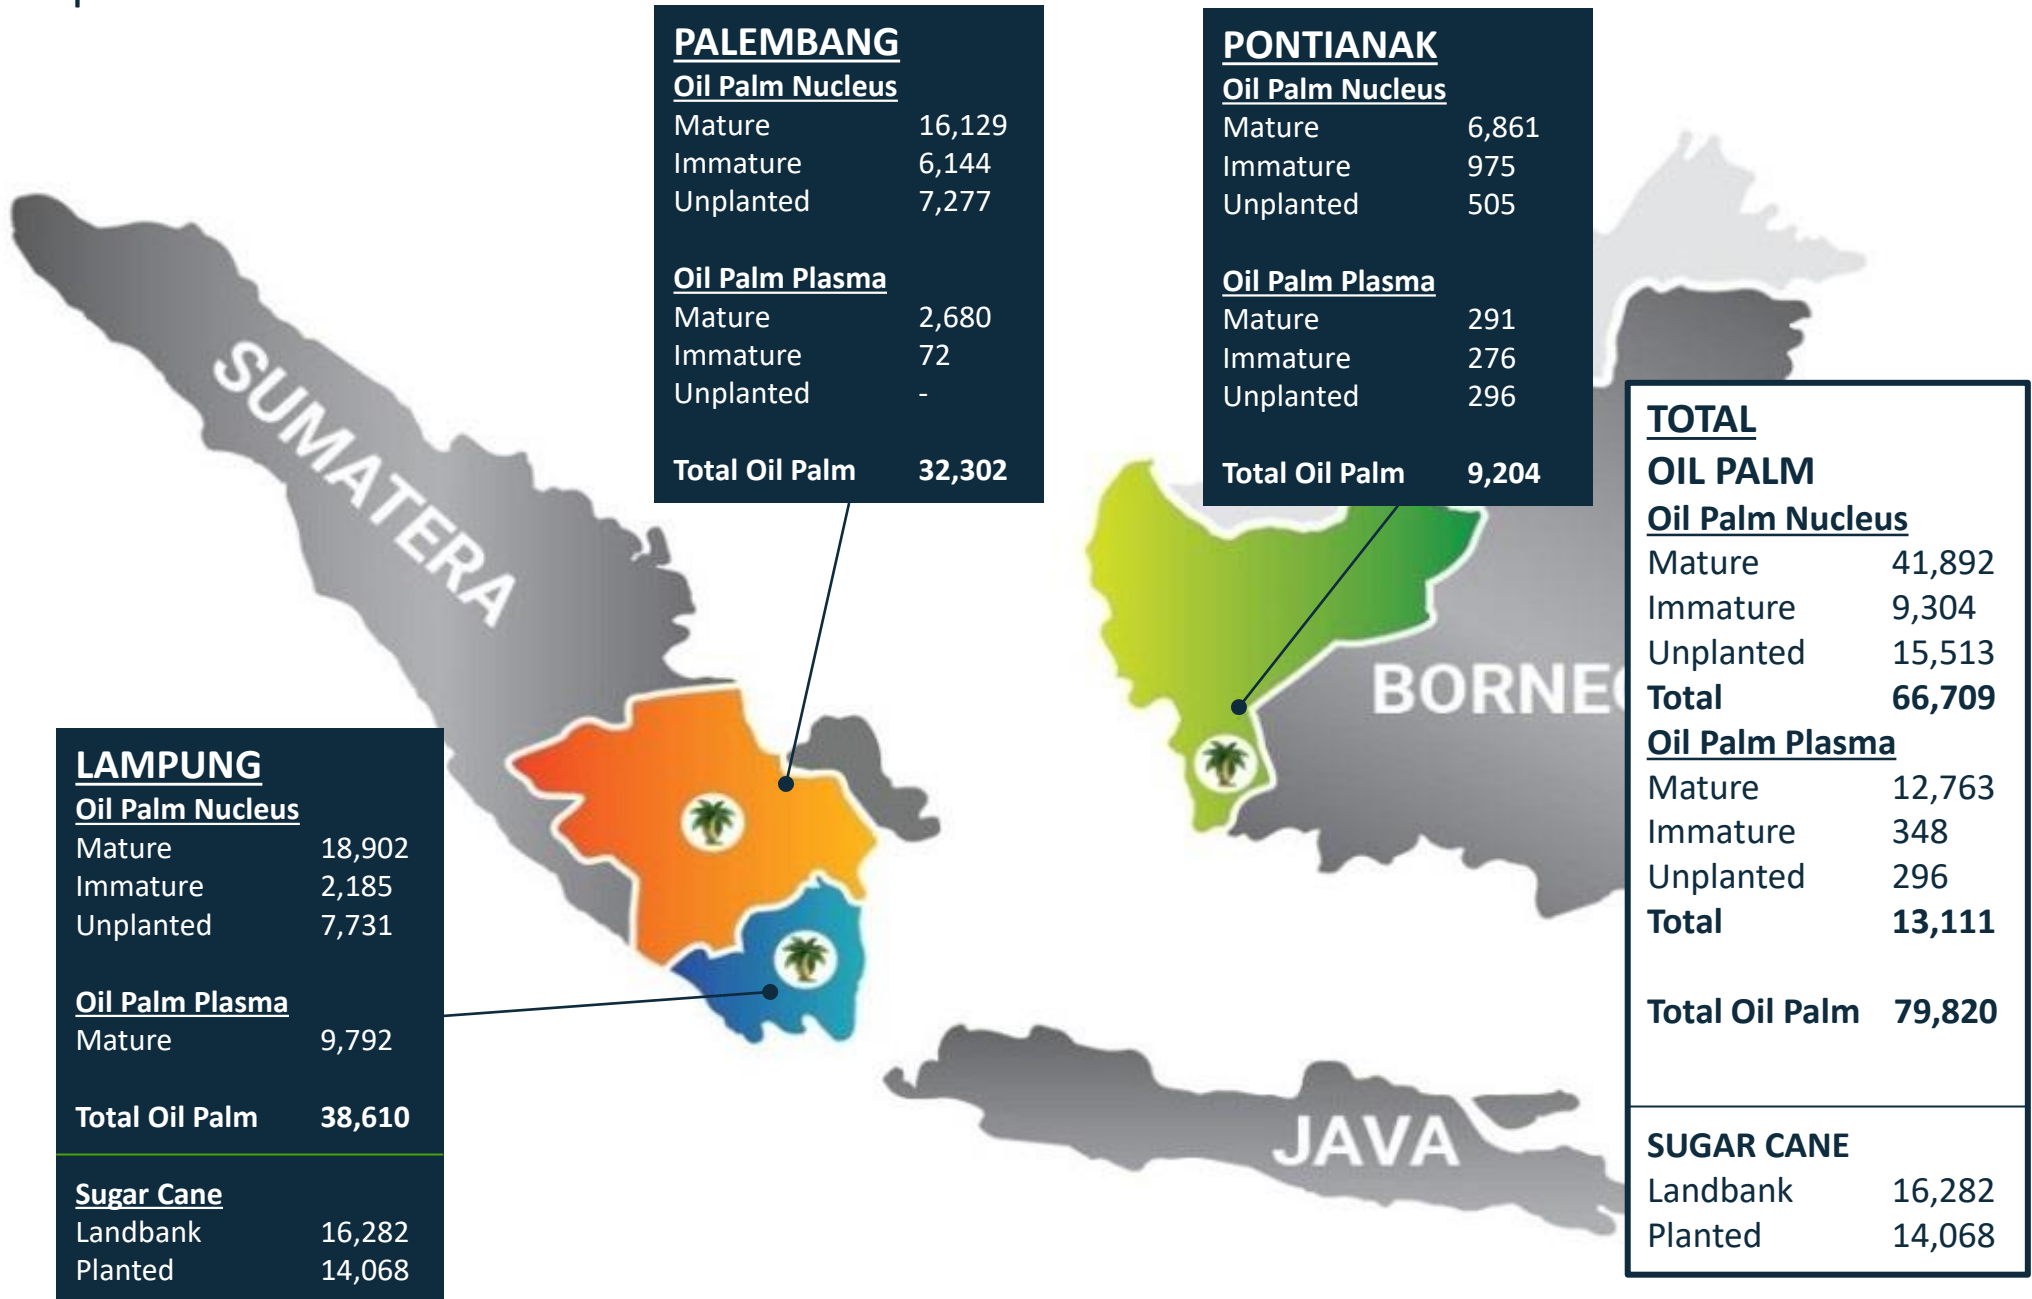 PALEMBANG
Oil Palm Nucleus
Mature 16,129
Immature 6,144
Unplanted 7,277
Oil Palm Plasma
Mature 2,680
Immature 72
Unplanted -
Total Oil Palm 32,302
PONTIANAK
Oil Palm Nucleus
Mature 6,861
Immature 975
Unplanted 505
Oil Palm Plasma
Mature 291
Immature 276
Unplanted 296
Total Oil Palm 9,204
SUMATERA
BORNEO
JAVA
LAMPUNG
Oil Palm Nucleus
Mature 18,902
Immature 2,185
Unplanted 7,731
Oil Palm Plasma
Mature 9,792
Total Oil Palm 38,610
Sugar Cane
Landbank 16,282
Planted 14,068
TOTAL
OIL PALM
Oil Palm Nucleus
Mature 41,892
Immature 9,304
Unplanted 15,513
Total 66,709
Oil Palm Plasma
Mature 12,763
Immature 348
Unplanted 296
Total 13,111
Total Oil Palm 79,820
SUGAR CANE
Landbank 16,282
Planted 14,068